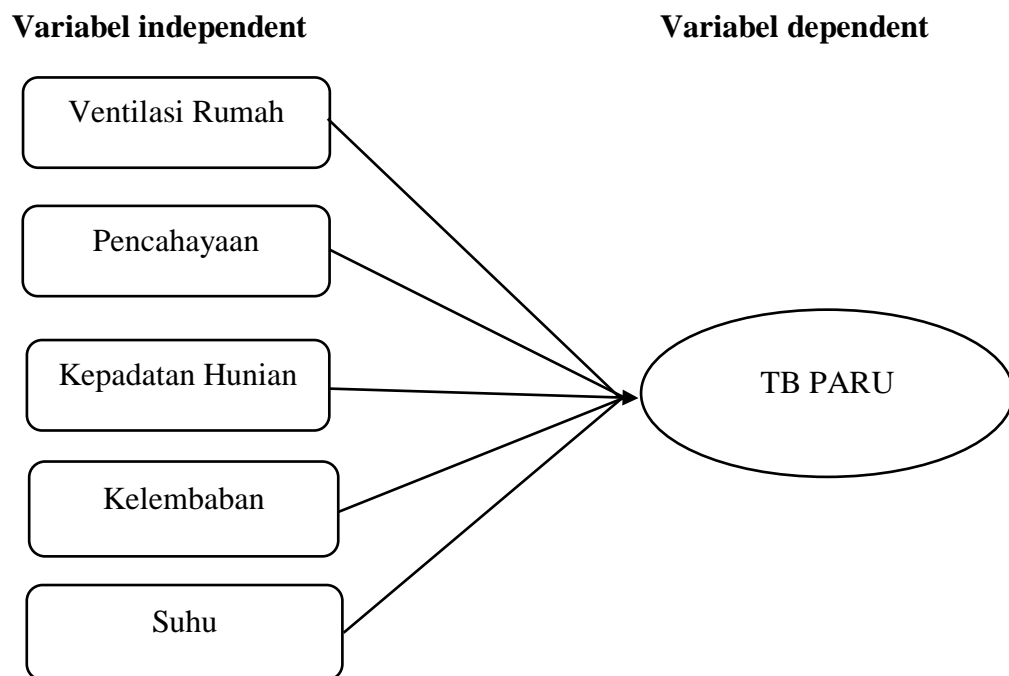 Variabel independent
Variabel dependent
Ventilasi Rumah
Pencahayaan
Kepadatan Hunian
TB PARU
Kelembaban
Suhu